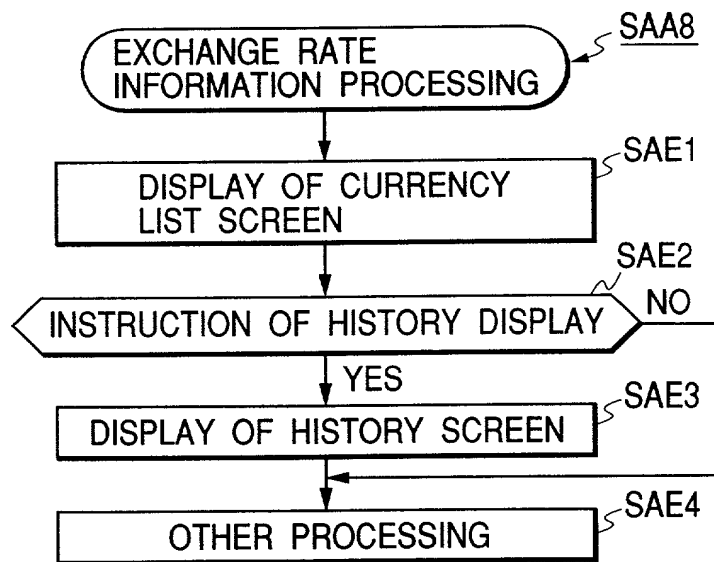 EXCHANGE RATE
INFORMATION PROCESSING
SAA8
SAE1
DISPLAY OF CURRENCY
LIST SCREEN
SAE2
INSTRUCTION OF HISTORY DISPLAY
NO
YES
SAE3
DISPLAY OF HISTORY SCREEN
SAE4
OTHER PROCESSING